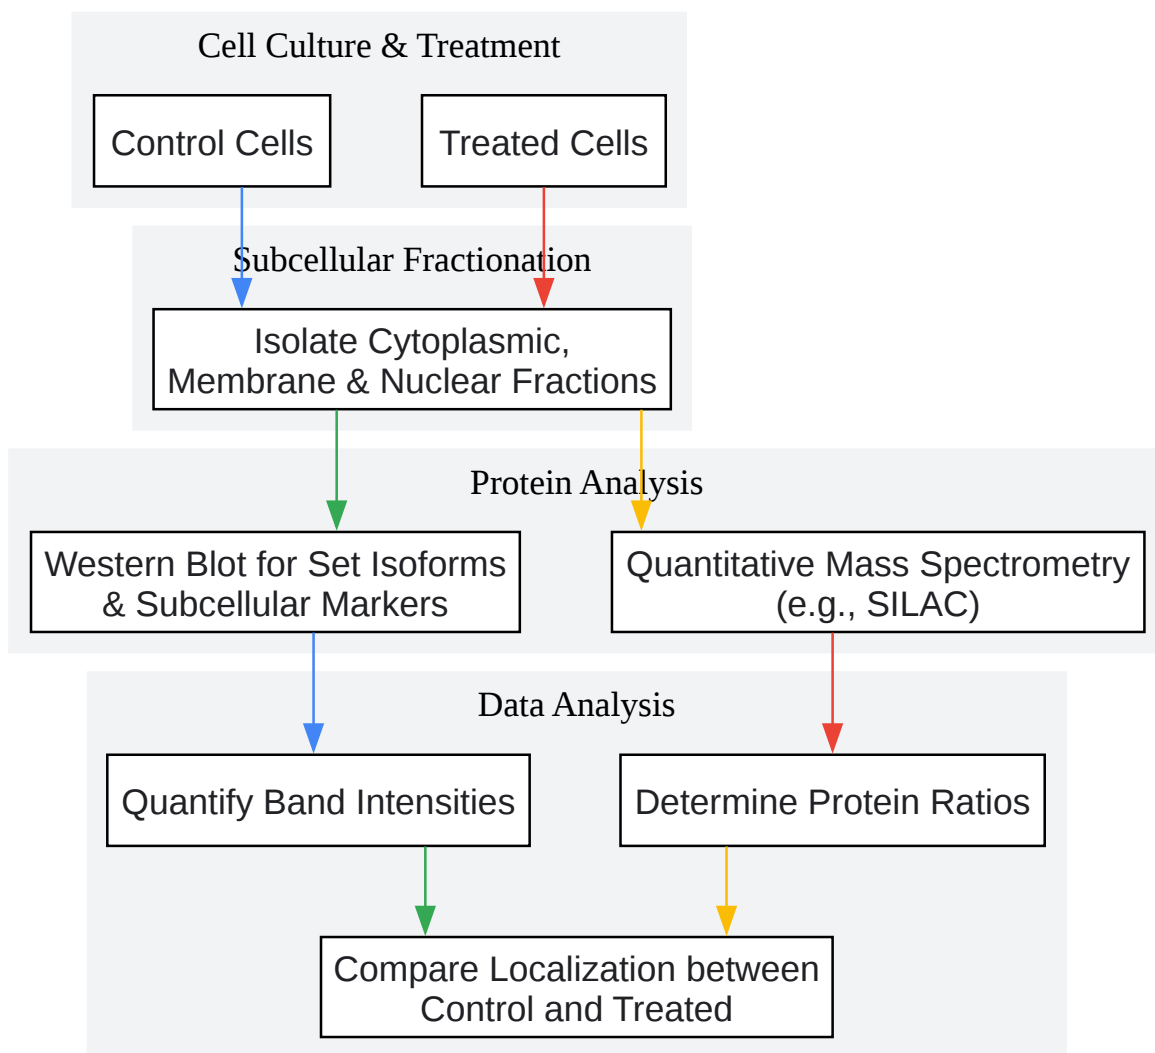 Cell Culture & Treatment
Control Cells
Treated Cells
Subcellular Fractionation
Isolate Cytoplasmic,
Membrane & Nuclear Fractions
Protein Analysis
Western Blot for Set Isoforms
& Subcellular Markers
Quantitative Mass Spectrometry
(e.g., SILAC)
Data Analysis
Quantify Band Intensities
Determine Protein Ratios
Compare Localization between
Control and Treated